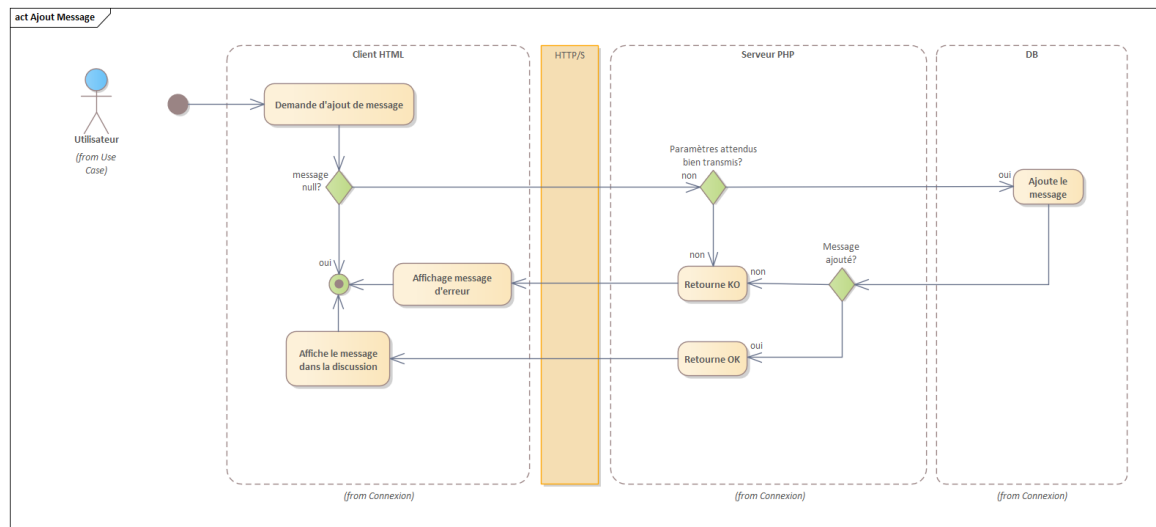 act Ajout Message
Client HTML
HTTP/S
Serveur PHP
DB
Utilisateur
(from Use
Case)
Demande d'ajout de message
message
null?
oui
Paramètres attendus
bien transmis?
non
oui
Ajoute le
message
non
Message
ajouté?
non
oui
Affichage message
d'erreur
Retourne KO
Affiche le message
dans la discussion
Retourne OK
(from Connexion)
(from Connexion)
(from Connexion)